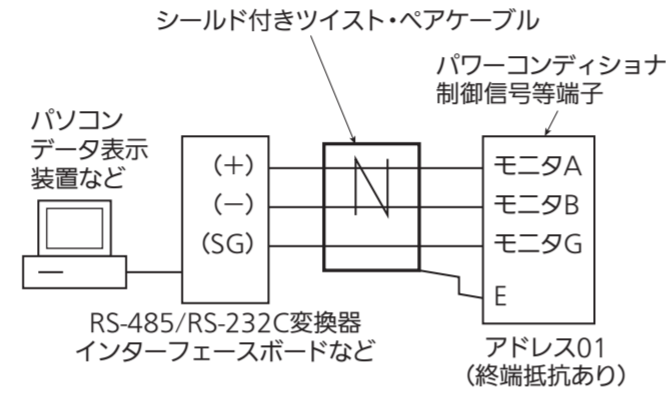 シールド付きツイスト・ペアケーブル
パワーコンディショナ
制御信号等端子
パソコン
データ表示
装置など
(+)
(−)
(SG)
モニタA
モニタB
モニタG
E
RS-485/RS-232C変換器
インターフェースボードなど
アドレス01
(終端抵抗あり)